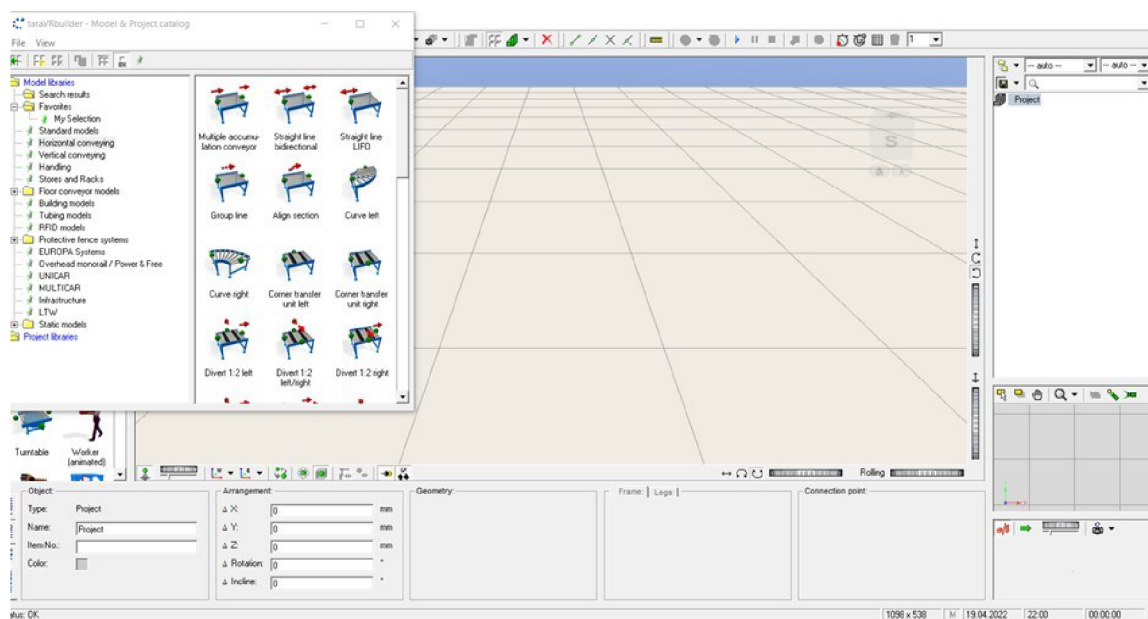 taraVRbuilder - Model & Project catalog
File View
Model libraries
Search results
Favorites
My Selection
Standard models
Horizontal conveying
Vertical conveying
Handling
Stores and Racks
Floor conveyor models
Building models
Tubing models
RFID models
Protective fence systems
EUROPA Systems
Overhead monorail / Power & Free
UNICAR
MULTICAR
Infrastructure
LTW
Static models
Project libraries
Multiple accumu-
lation conveyor
Straight line
bidirectional
Straight line
LIFO
Group line
Align section
Curve left
Curve right
Corner transfer
unit left
Corner transfer
unit right
Divert 1:2 left
Divert 1:2
left/right
Divert 1:2 right
1
S
-- auto --
-- auto --
Project
Turntable
Worker
(animated)
Rolling
Object:
Type: Project
Name: Project
Item-No.:
Color:
Arrangement:
Δ X: 0 mm
Δ Y: 0 mm
Δ Z: 0 mm
Δ Rotation: 0 °
Δ Incline: 0 °
Geometry:
Frame: Legs:
Connection point:
atus: OK
1098 x 538 M 19.04.2022 22:00 00:00:00